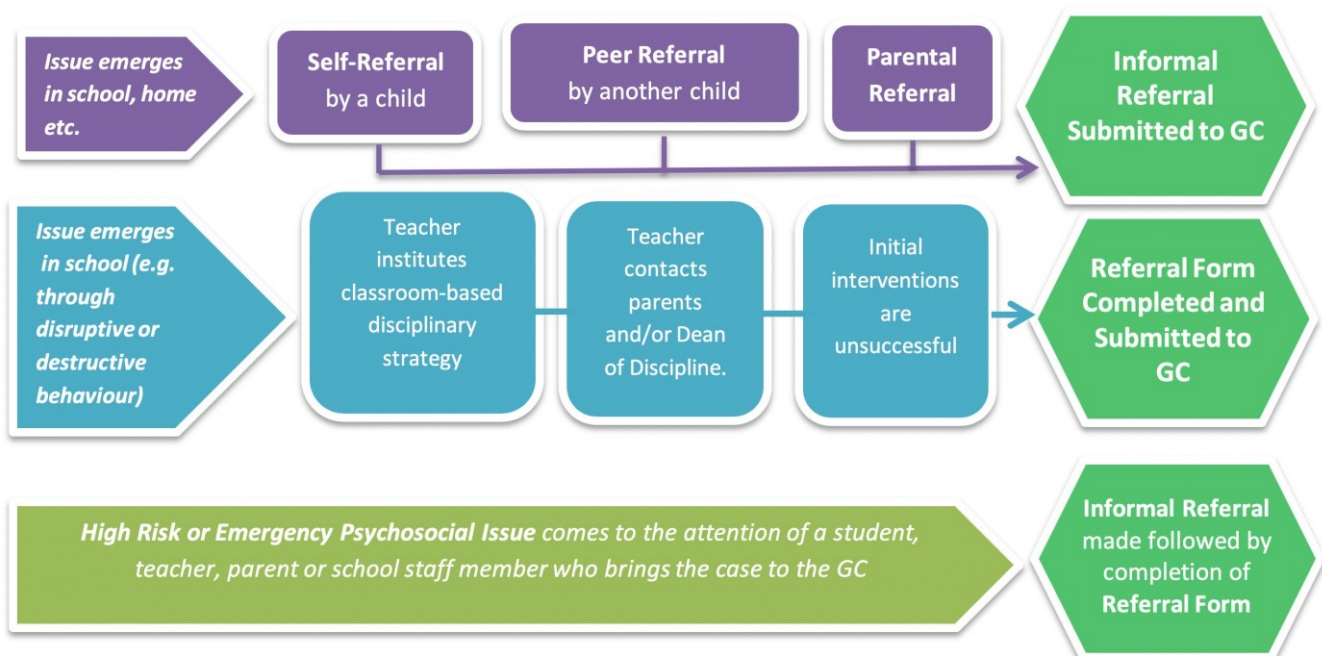 Issue emerges
in school, home
etc.
Self-Referral
by a child
Peer Referral
by another child
Parental
Referral
Informal
Referral
Submitted to GC
Issue emerges
in school (e.g.
through
disruptive or
destructive
behaviour)
Teacher
institutes
classroom-based
disciplinary
strategy
Teacher
contacts
parents
and/or Dean
of Discipline.
Initial
interventions
are
unsuccessful
Referral Form
Completed and
Submitted to
GC
High Risk or Emergency Psychosocial Issue comes to the attention of a student,
teacher, parent or school staff member who brings the case to the GC
Informal Referral
made followed by
completion of
Referral Form